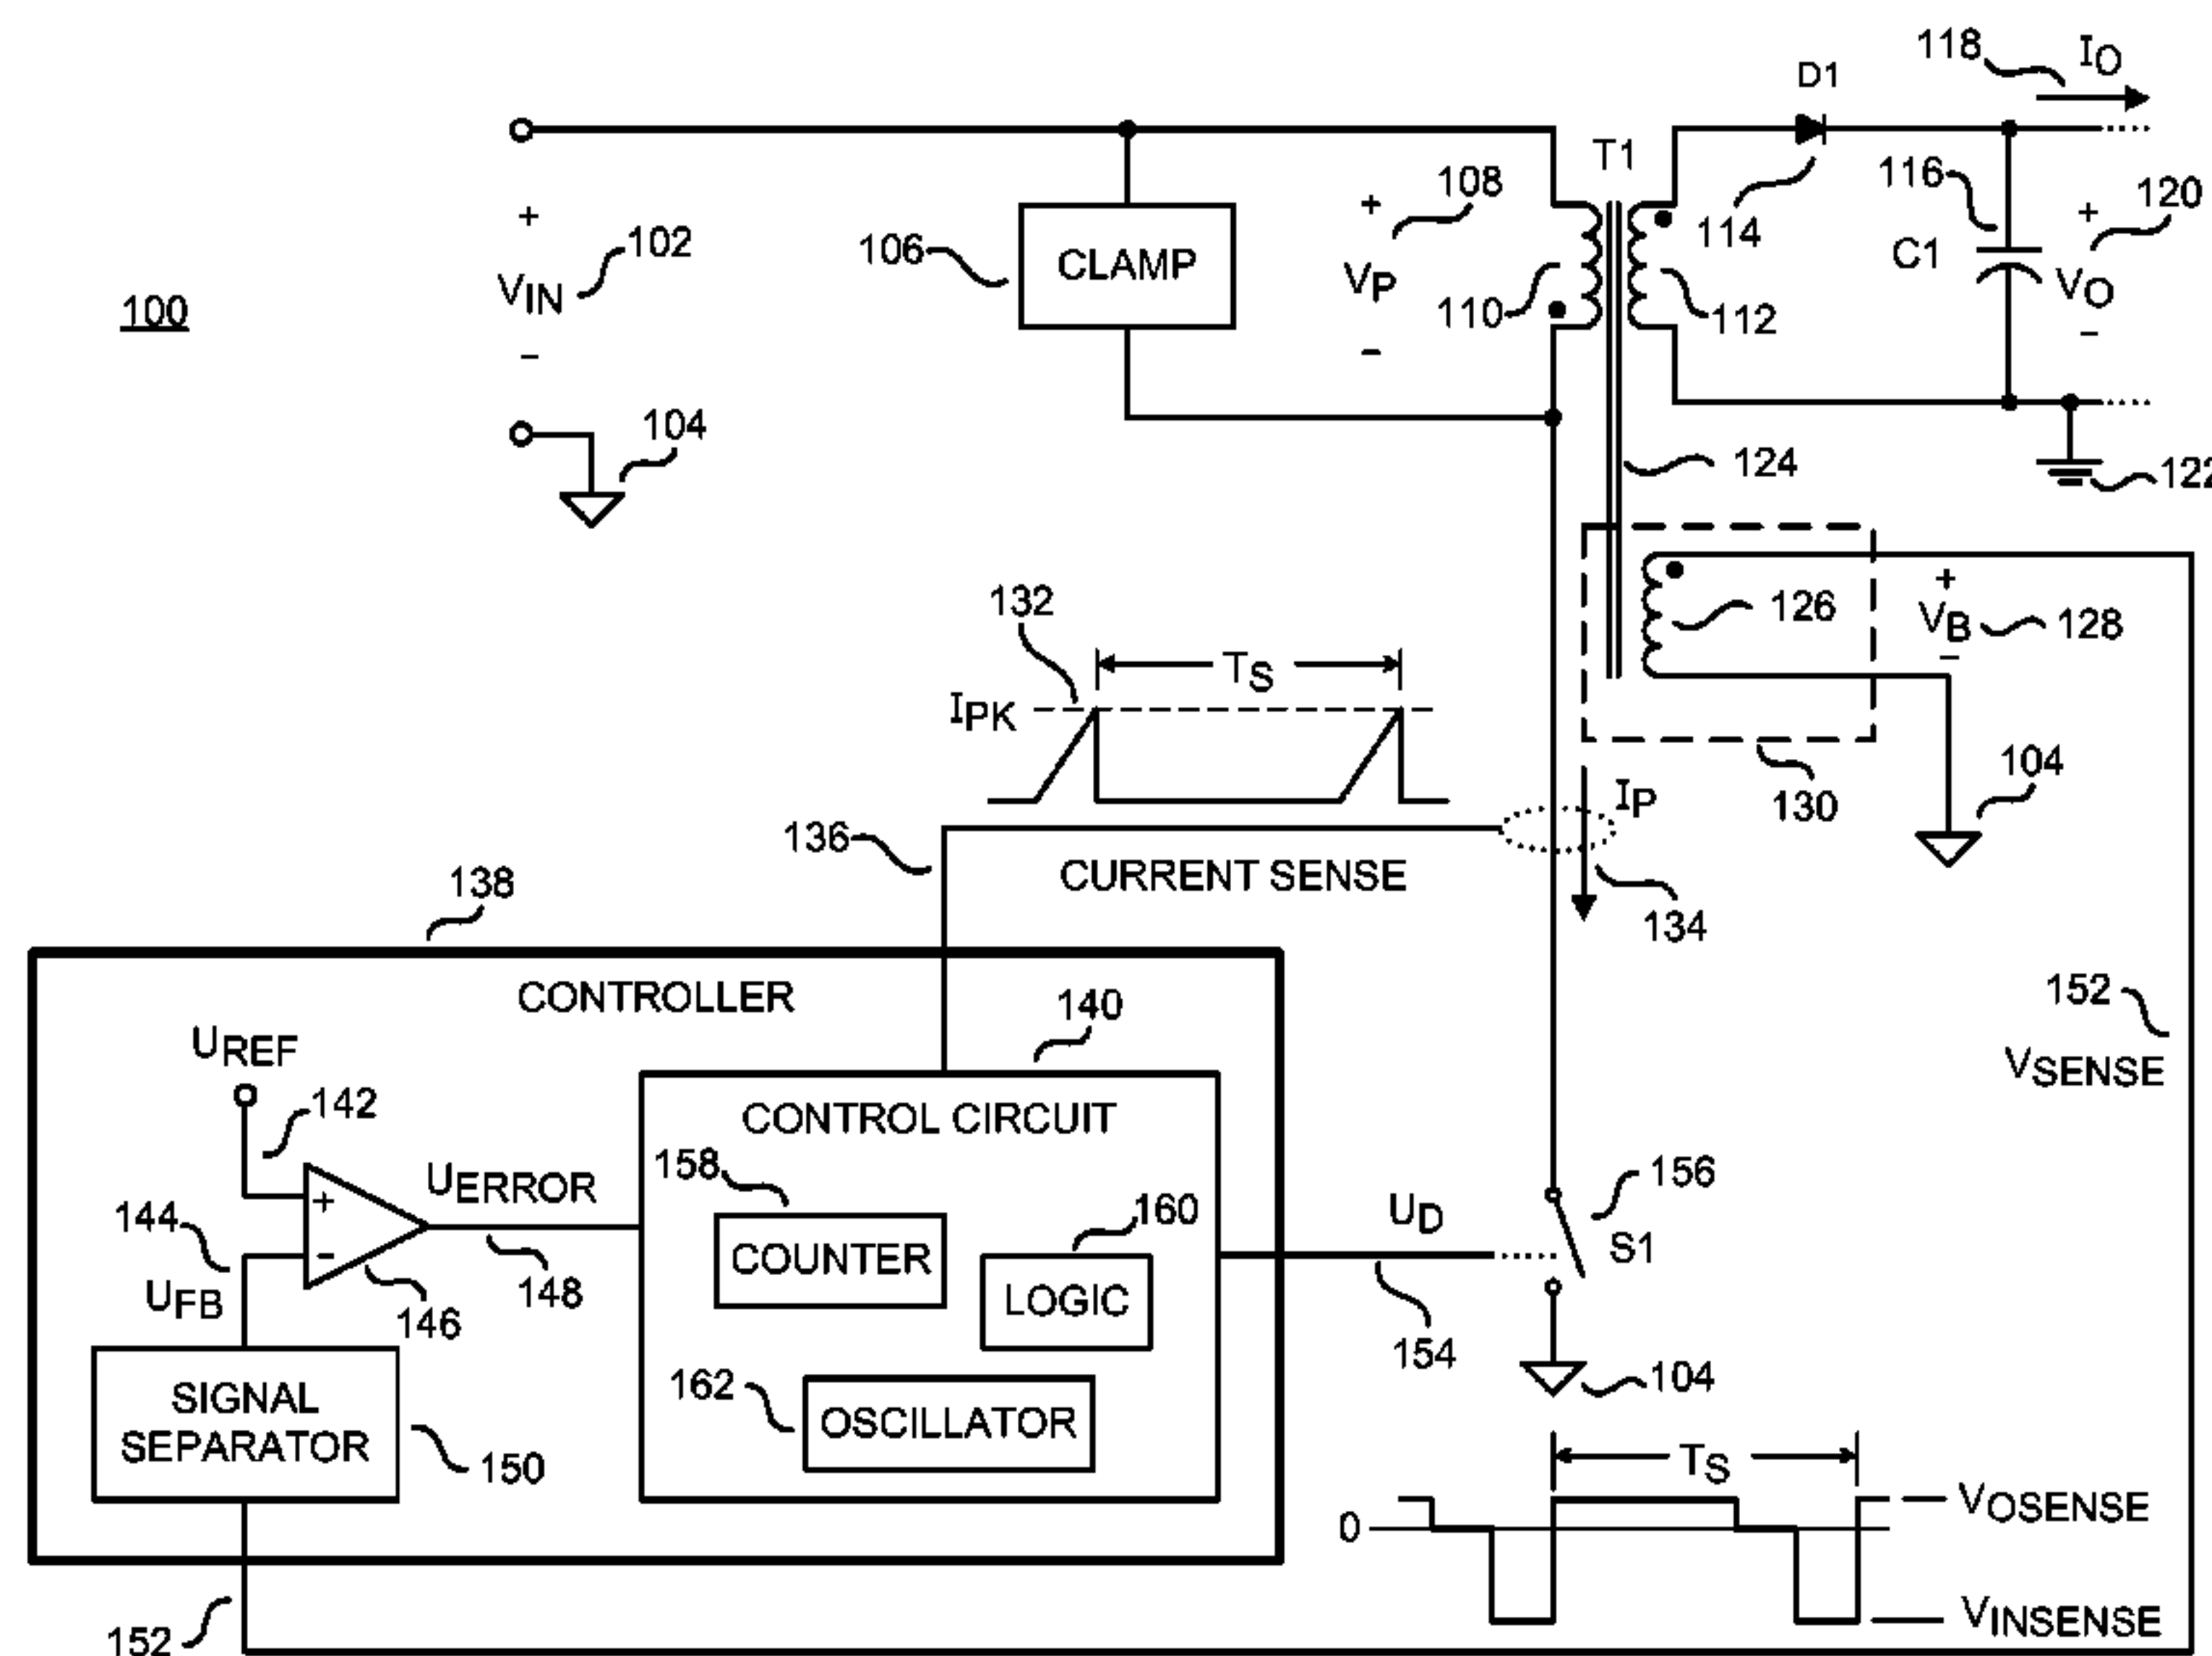 118 IO
D1
T1
108
116
120
+
+
+
102
106
CLAMP
114
C1
VIN
VP
VO
100
110
112
−
−
−
104
124
122
132
126
+
VB
128
−
TS
IPK
104
130
IP
136
CURRENT SENSE
134
138
CONTROLLER
140
152
UREF
VSENSE
142
CONTROL CIRCUIT
158
156
UERROR
160
144
+
UD
−
COUNTER
S1
UFB
148
LOGIC
146
154
162
104
SIGNAL
SEPARATOR
OSCILLATOR
150
TS
VOSENSE
0
VINSENSE
152